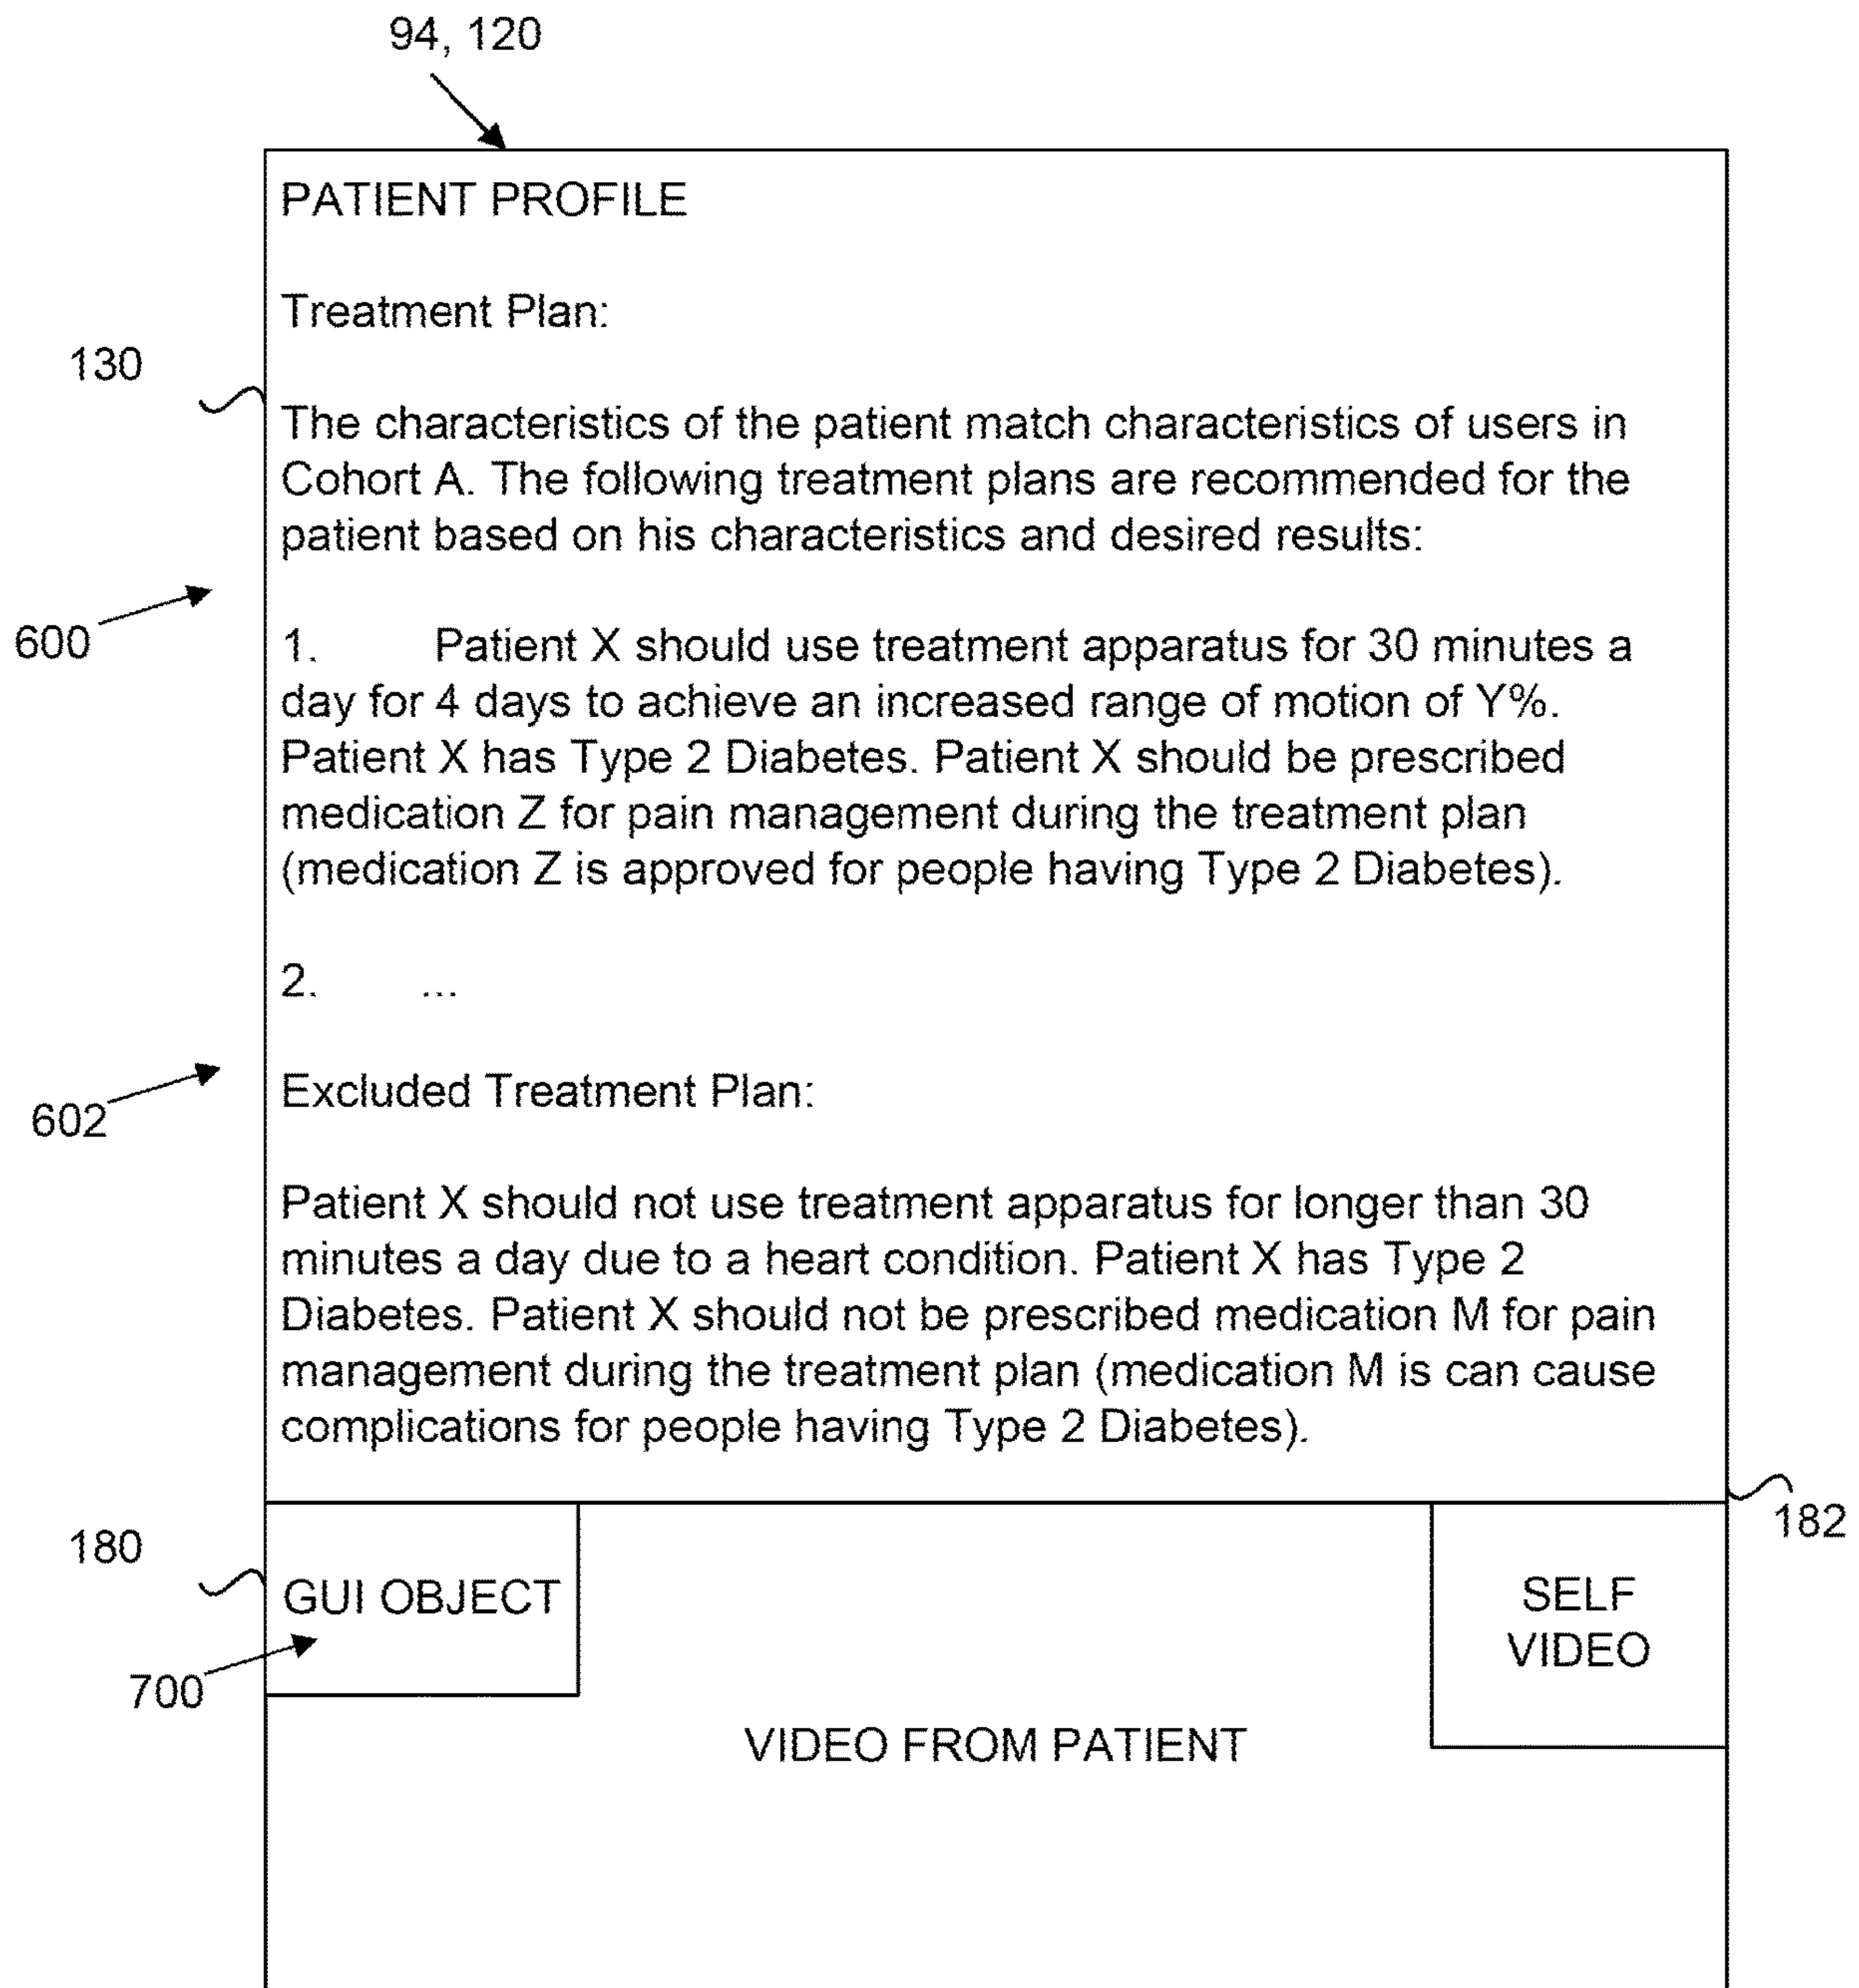 94, 120
PATIENT PROFILE
Treatment Plan:
130
The characteristics of the patient match characteristics of users in
Cohort A. The following treatment plans are recommended for the
patient based on his characteristics and desired results:
600
1. Patient X should use treatment apparatus for 30 minutes a
day for 4 days to achieve an increased range of motion of Y%.
Patient X has Type 2 Diabetes. Patient X should be prescribed
medication Z for pain management during the treatment plan
(medication Z is approved for people having Type 2 Diabetes).
2. ...
602
Excluded Treatment Plan:
Patient X should not use treatment apparatus for longer than 30
minutes a day due to a heart condition. Patient X has Type 2
Diabetes. Patient X should not be prescribed medication M for pain
management during the treatment plan (medication M is can cause
complications for people having Type 2 Diabetes).
182
180
GUI OBJECT
700
SELF
VIDEO
VIDEO FROM PATIENT